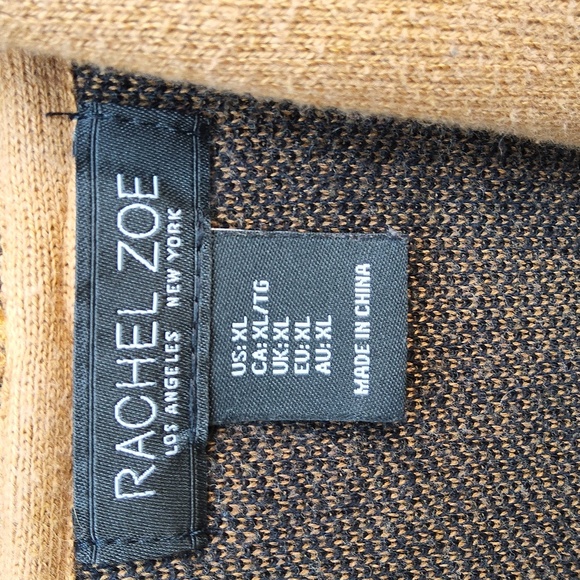 RACHEL ZOE
LOS ANGELES NEW YORK
US: XL
CA: XL/TG
UK: XL
EU: XL
AU: XL
MADE IN CHINA